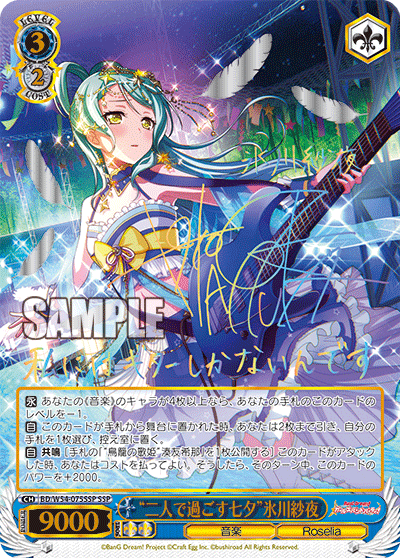 LEVEL
3
2
COST
氷川紗夜
SAMPLE
私にはギターしかないんです
永 あなたの《音楽》のキャラが4枚以上なら、あなたの手札のこのカードの
レベルを－1。
自 このカードが手札から舞台に置かれた時、あなたは2枚まで引き、自分の
手札を1枚選び、控え室に置く。
自 共鳴 [手札の「“烏龍の歌姫”湊友希那」を1枚公開する] このカードがアタッ
クした時、あなたはコストを払ってよい。そうしたら、そのターン中、このカード
のパワーを＋2000。
CH BD/W54-075SSP SSP
“二人で過ごす七夕”氷川紗夜
POWER
9000
音楽
Roselia
©BanG Dream! Project ©Craft Egg Inc. ©bushiroad All Rights Reserved.